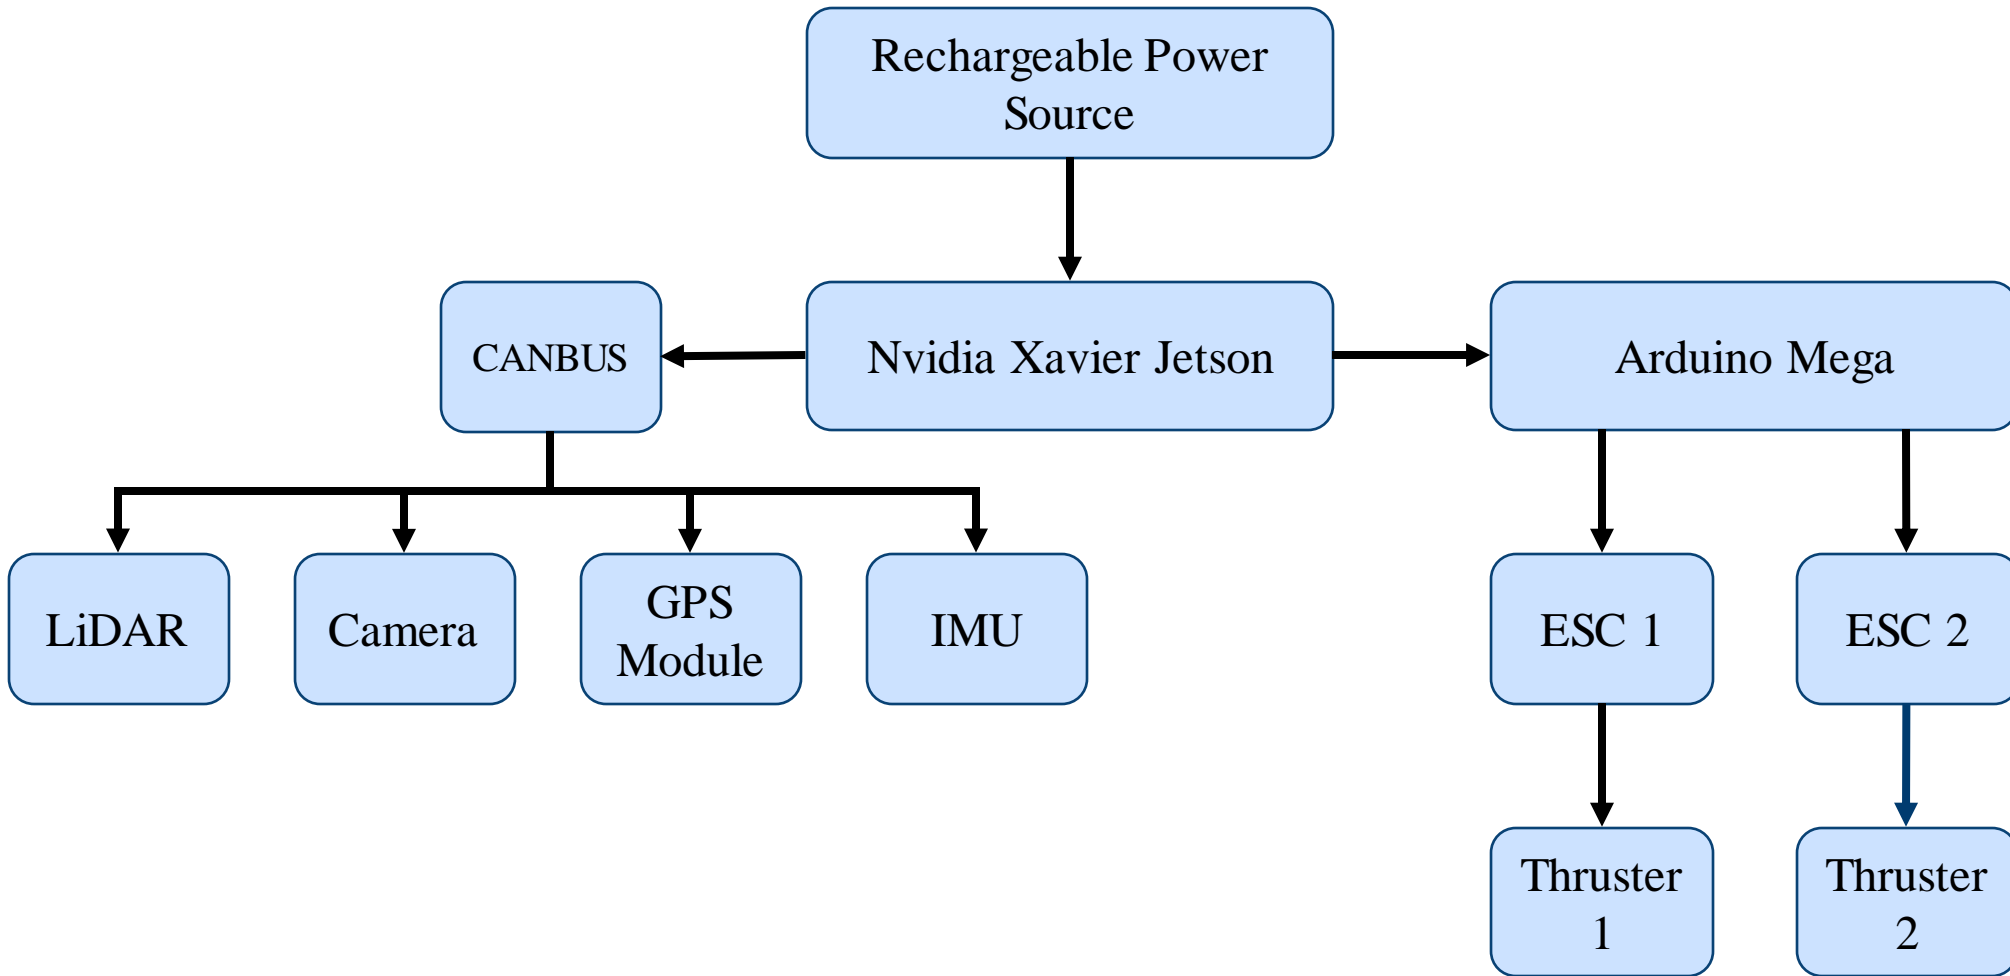 Rechargeable Power
Source
CANBUS
Nvidia Xavier Jetson
Arduino Mega
LiDAR
Camera
GPS
Module
IMU
ESC 1
ESC 2
Thruster
1
Thruster
2